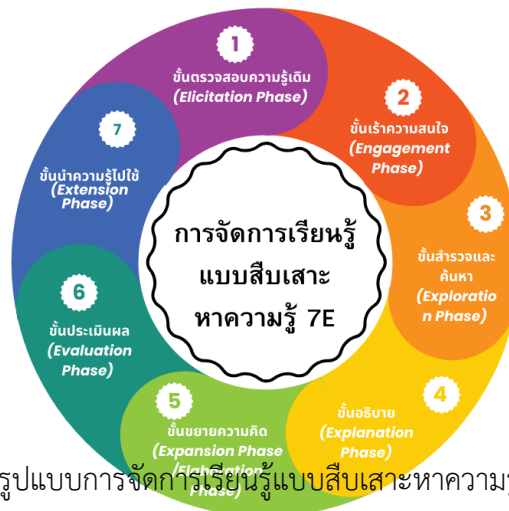 1
ขั้นตรวจสอบความรู้เดิม
(Elicitation Phase)
2
ขั้นเร้าความสนใจ
(Engagement
Phase)
3
ขั้นสำรวจและ
ค้นหา
(Exploratio
n Phase)
4
ขั้นอธิบาย
(Explanation
Phase)
5
ขั้นขยายความคิด
(Expansion Phase
/Elaboration
Phase)
6
ขั้นประเมินผล
(Evaluation
Phase)
7
ขั้นนำความรู้ไปใช้
(Extension
Phase)
การจัดการเรียนรู้
แบบสืบเสาะ
หาความรู้ 7E
รูปแบบการจัดการเรียนรู้แบบสืบเสาะหาความรู